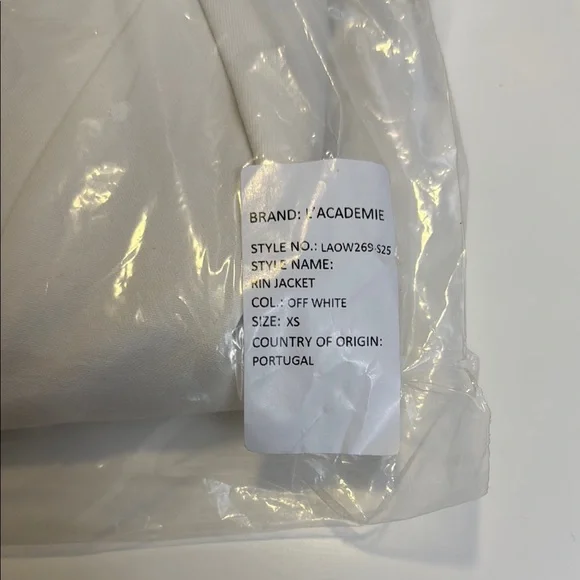 BRAND: L'ACADEMIE
STYLE NO.: LAOW269-S25
STYLE NAME:
RIN JACKET
COL.: OFF WHITE
SIZE: XS
COUNTRY OF ORIGIN:
PORTUGAL